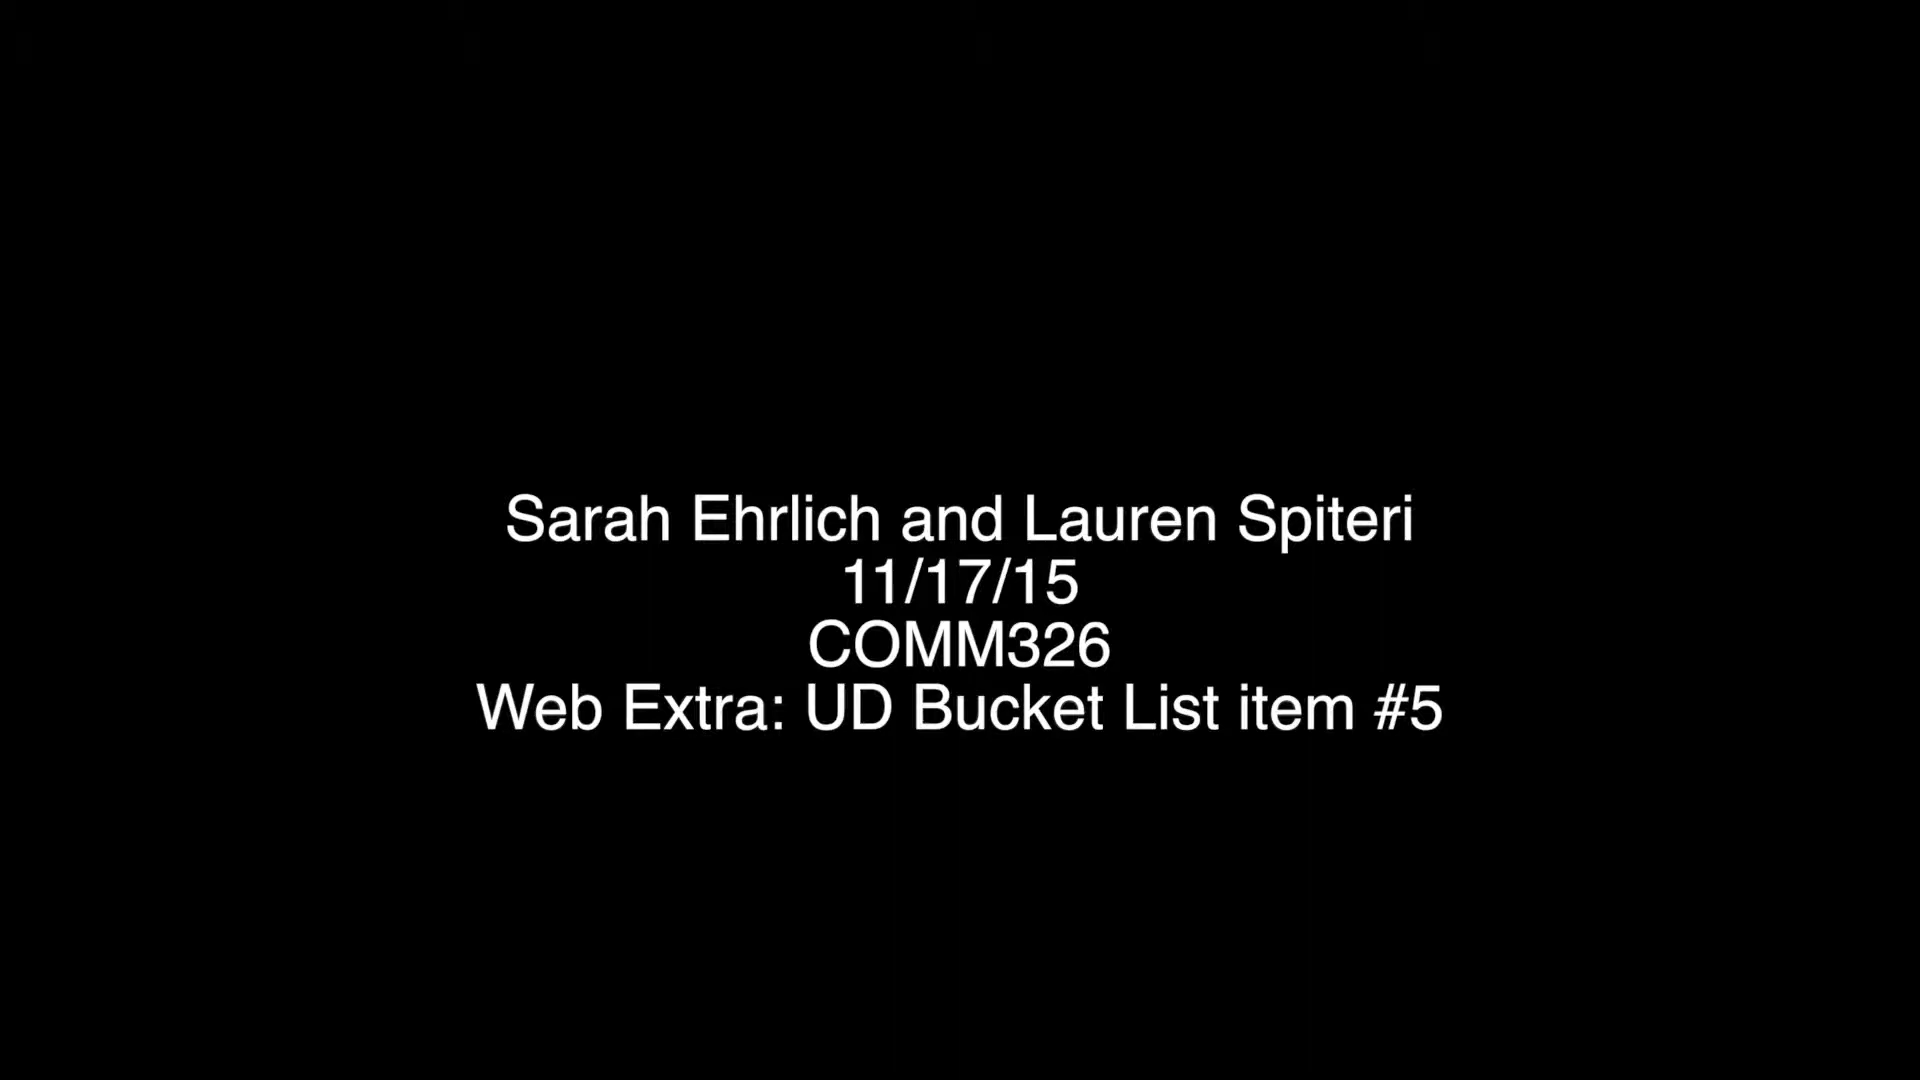 Sarah Ehrlich and Lauren Spiteri
11/17/15
COMM326
Web Extra: UD Bucket List item #5